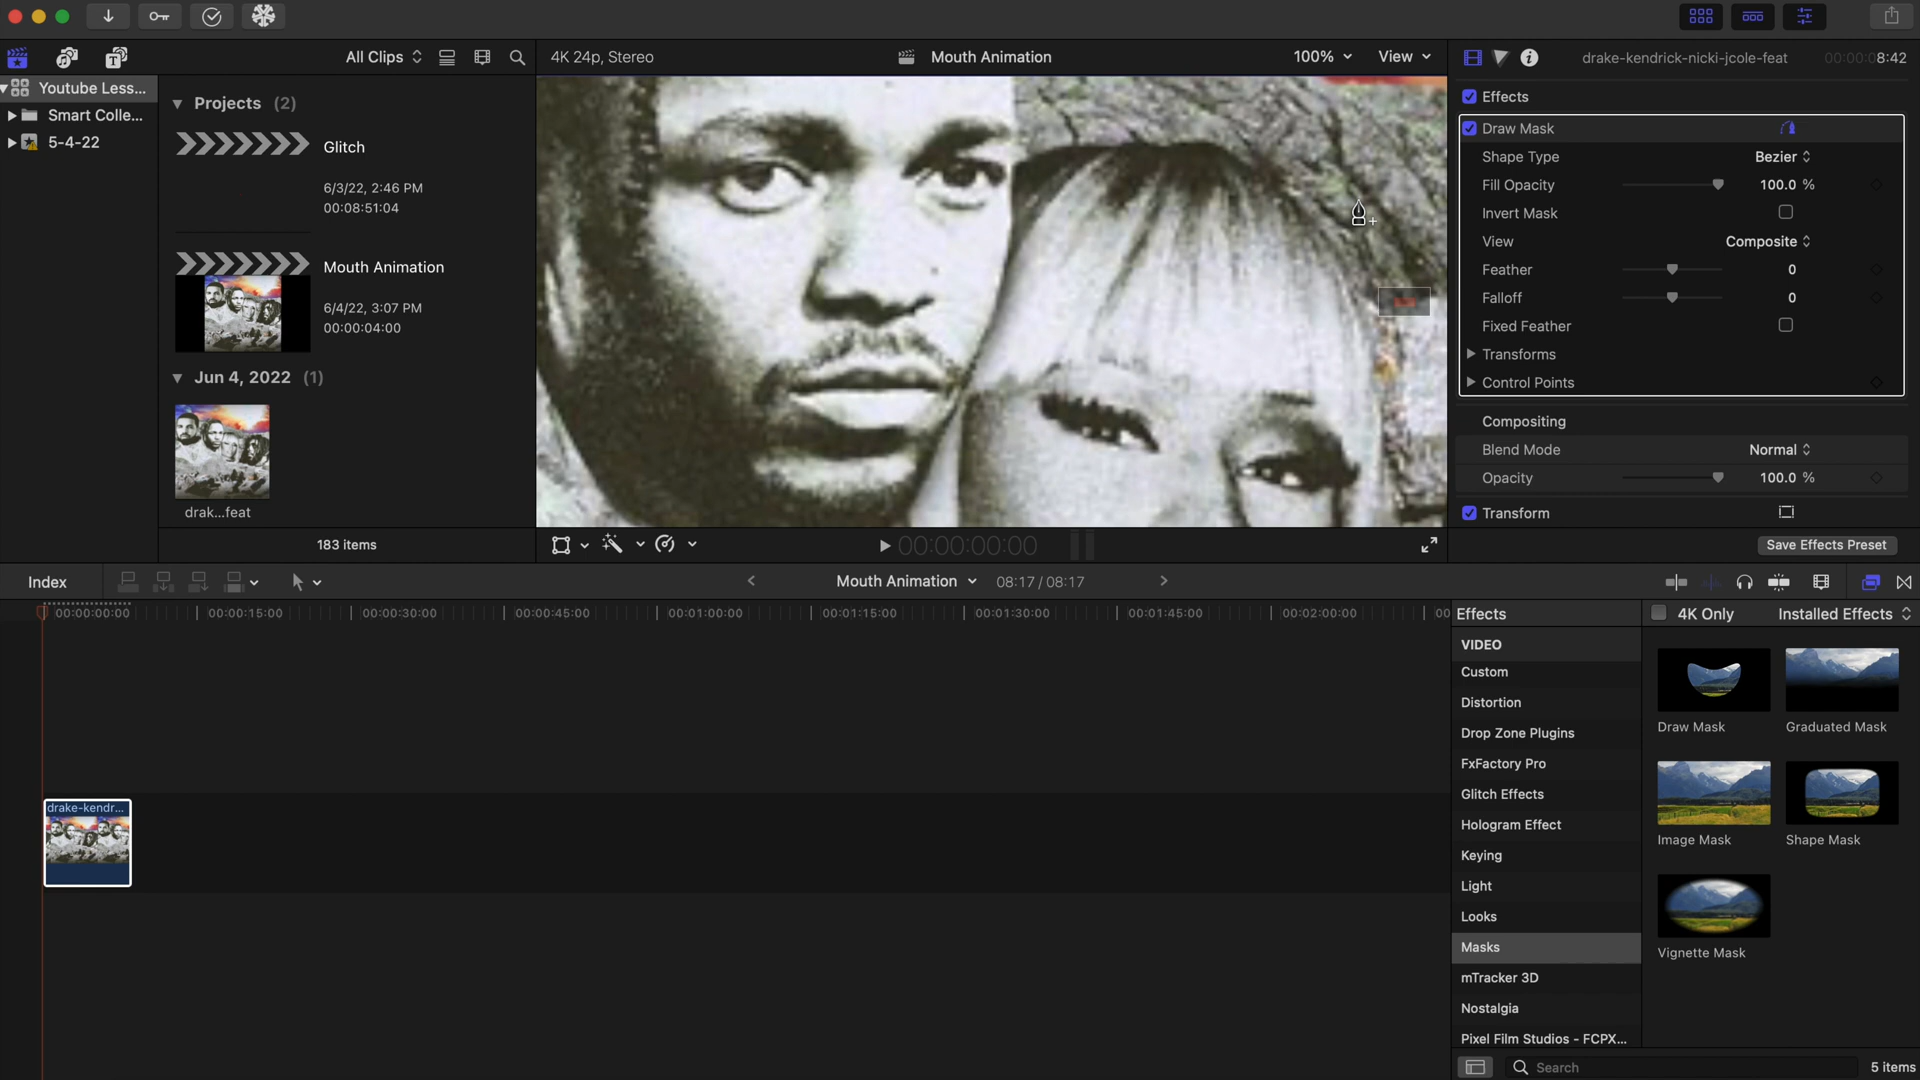 All Clips
4K 24p, Stereo
Mouth Animation
100%
View
drake-kendrick-nicki-jcole-feat
00:00:08:42
Youtube Less...
Smart Colle...
5-4-22
Projects (2)
Glitch
6/3/22, 2:46 PM
00:08:51:04
Mouth Animation
6/4/22, 3:07 PM
00:00:04:00
Jun 4, 2022 (1)
drak...feat
183 items
00:00:00:00
Effects
Draw Mask
Shape Type
Bezier
Fill Opacity
100.0 %
Invert Mask
View
Composite
Feather
0
Falloff
0
Fixed Feather
Transforms
Control Points
Compositing
Blend Mode
Normal
Opacity
100.0 %
Transform
Save Effects Preset
Index
Mouth Animation
08:17 / 08:17
00:00:00:00
00:00:15:00
00:00:30:00
00:00:45:00
00:01:00:00
00:01:15:00
00:01:30:00
00:01:45:00
00:02:00:00
00
drake-kendr...
Effects
4K Only
Installed Effects
VIDEO
Custom
Distortion
Drop Zone Plugins
FxFactory Pro
Glitch Effects
Hologram Effect
Keying
Light
Looks
Masks
mTracker 3D
Nostalgia
Pixel Film Studios - FCPX...
Draw Mask
Graduated Mask
Image Mask
Shape Mask
Vignette Mask
Search
5 items